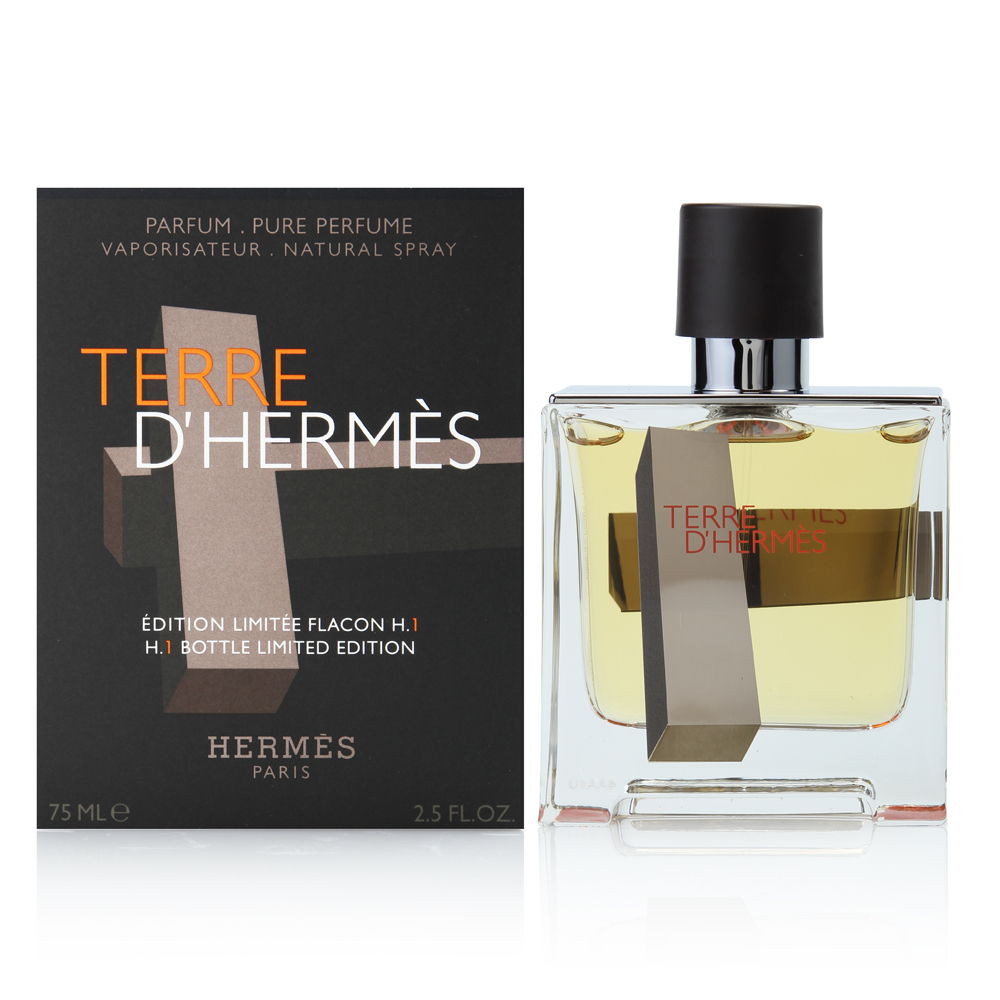 PARFUM . PURE PERFUME
VAPORISATEUR . NATURAL SPRAY
TERRE
D'HERMÈS
ÉDITION LIMITÉE FLACON H.1
H.1 BOTTLE LIMITED EDITION
HERMÈS
PARIS
75 ML ℮
2.5 FL.OZ.
TERRE
D'HERMÈS